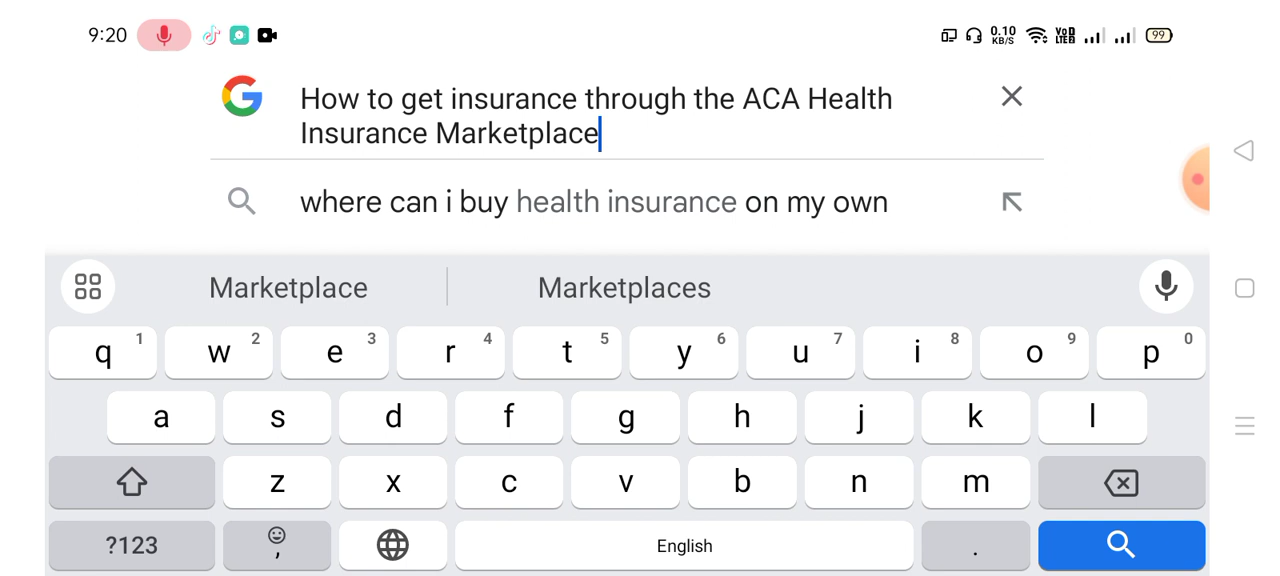 9:20 0.10 KB/S VoD LTE2 99
How to get insurance through the ACA Health
Insurance Marketplace
where can i buy health insurance on my own
Marketplace Marketplaces
q 1 w 2 e 3 r 4 t 5 y 6 u 7 i 8 o 9 p 0
a s d f g h j k l
z x c v b n m
?123 , English .